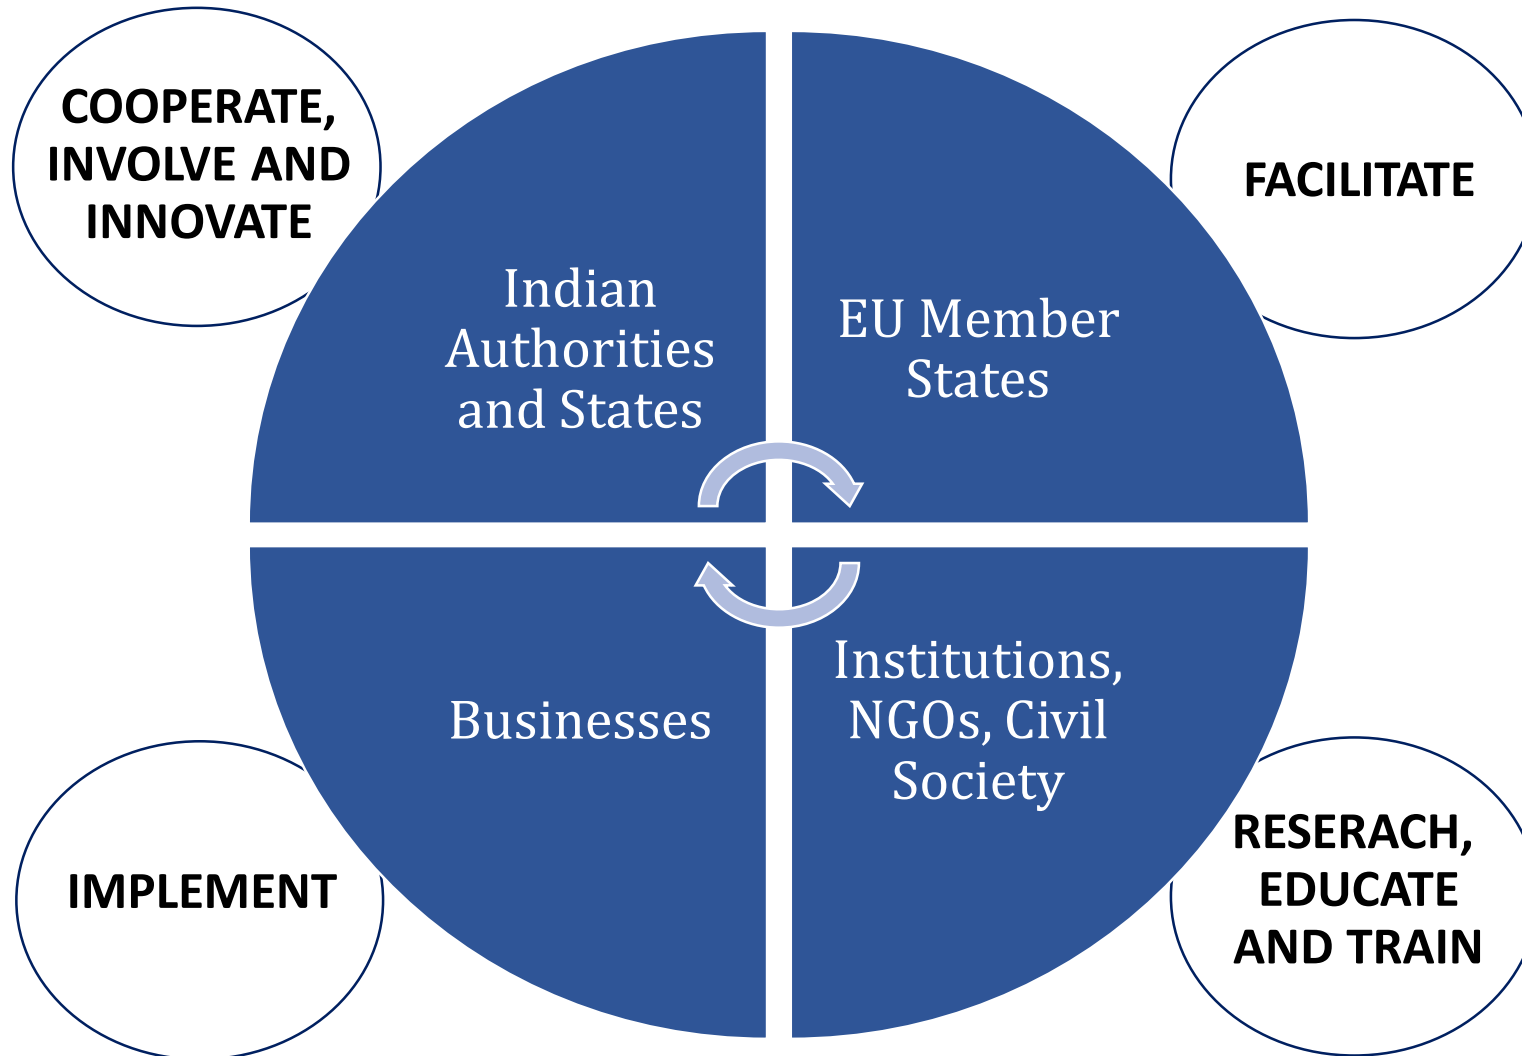 COOPERATE,
INVOLVE AND
INNOVATE
FACILITATE
Indian
Authorities
and States
EU Member
States
Businesses
Institutions,
NGOs, Civil
Society
IMPLEMENT
RESERACH,
EDUCATE
AND TRAIN